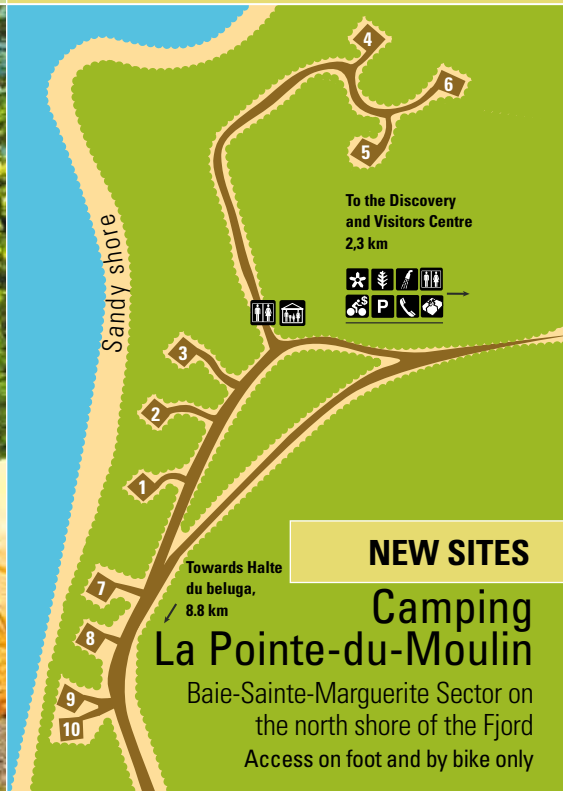 4
6
5
To the Discovery
and Visitors Centre
2,3 km
$
P
Sandy shore
3
2
1
7
8
9
10
Towards Halte
du beluga,
8.8 km
NEW SITES
Camping
La Pointe-du-Moulin
Baie-Sainte-Marguerite Sector on
the north shore of the Fjord
Access on foot and by bike only